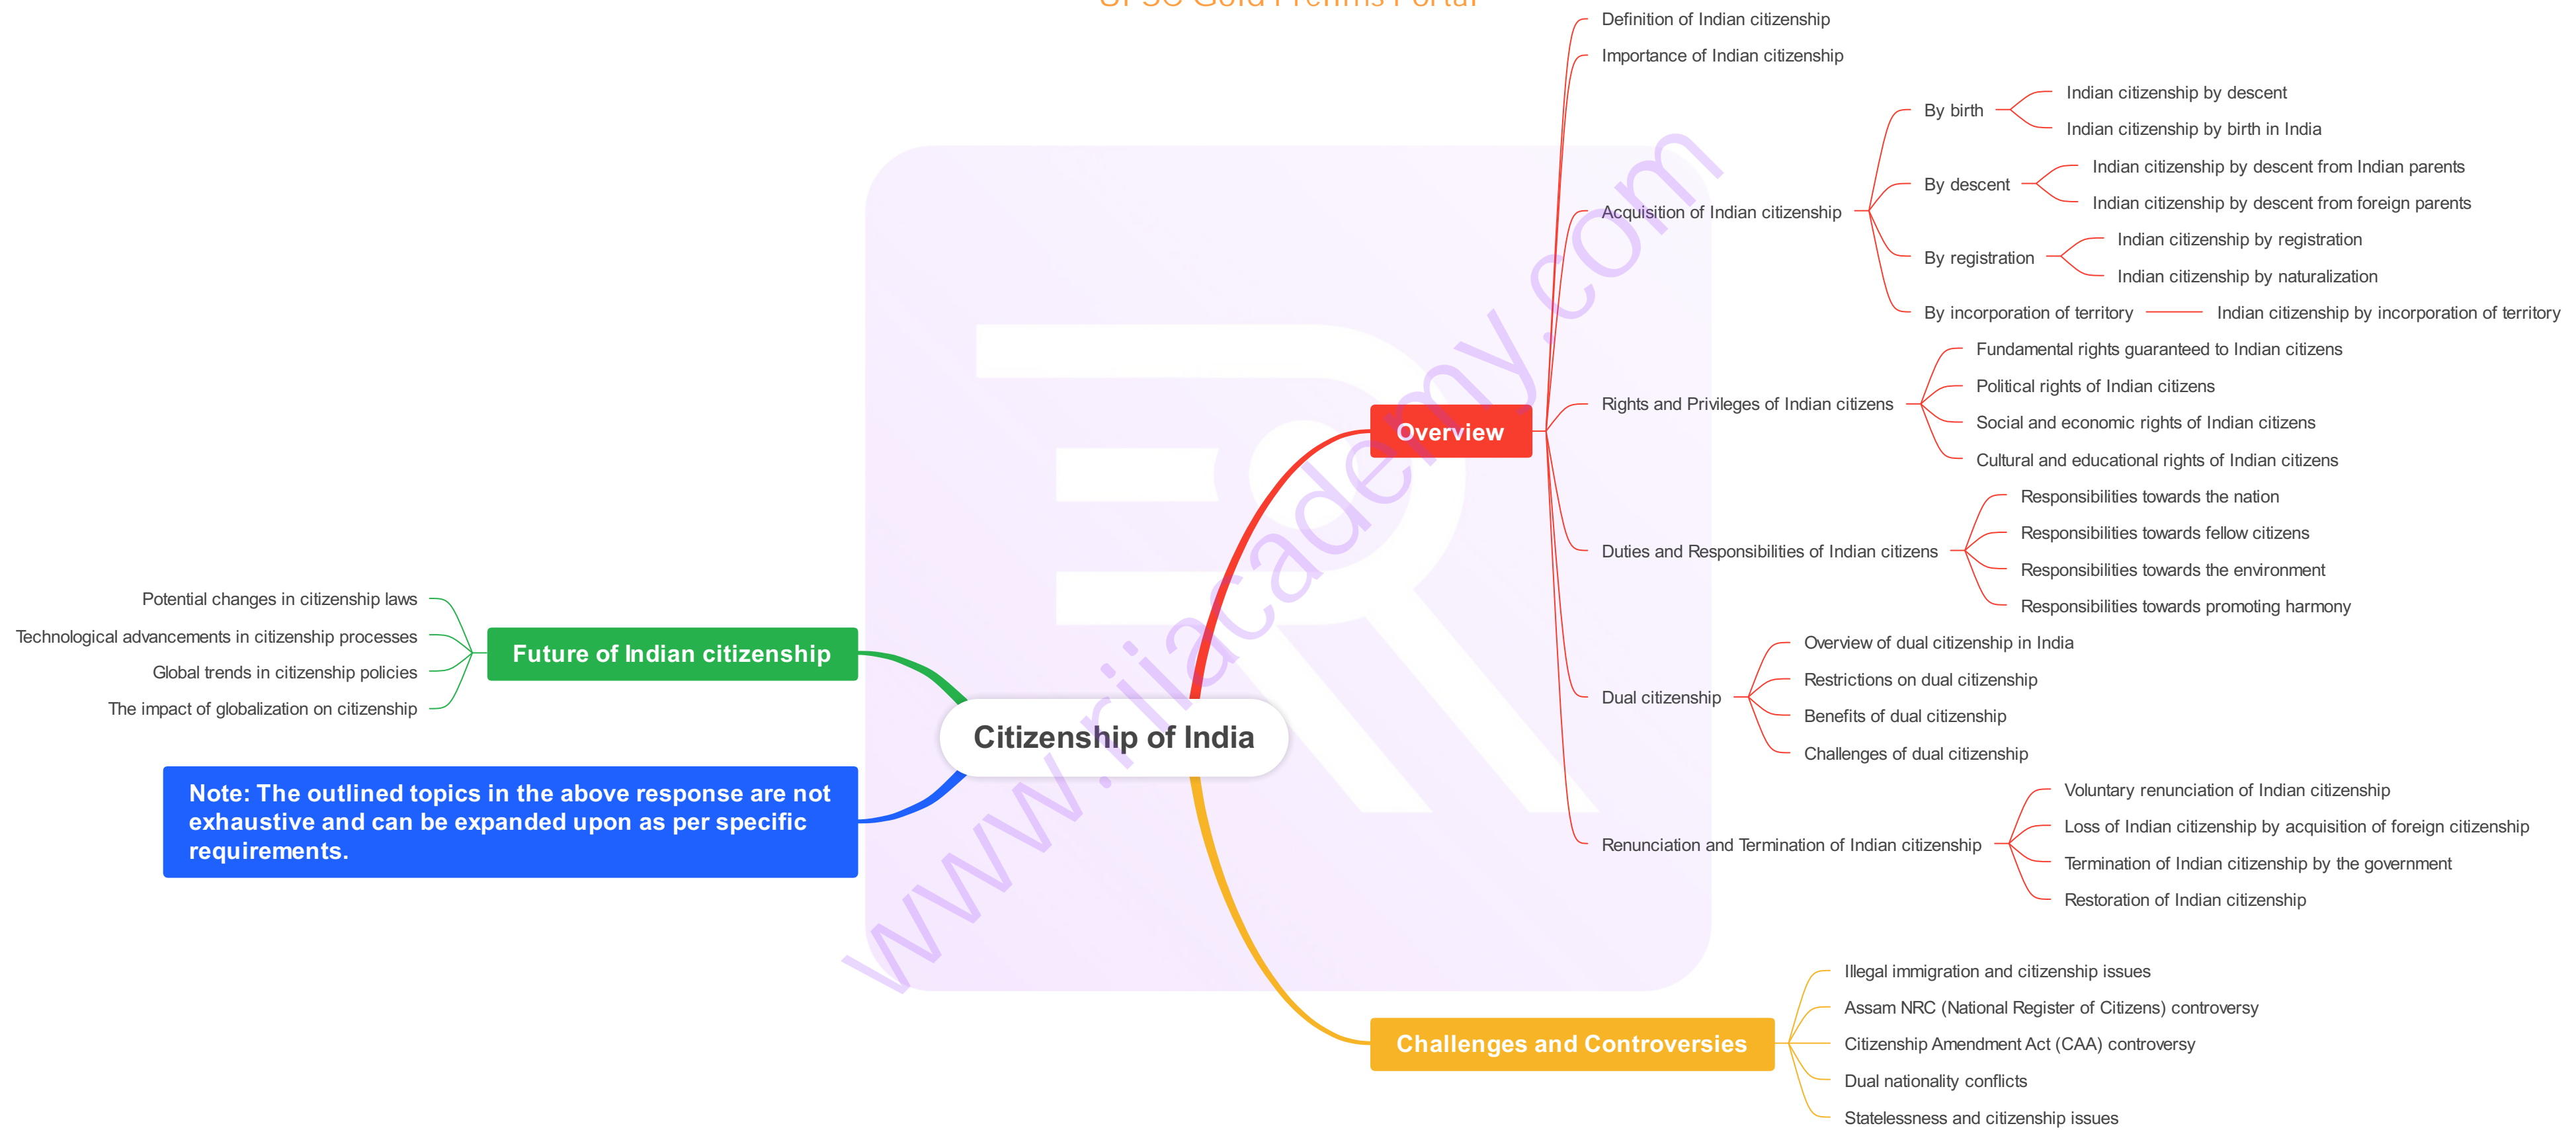 UPSC Gold Prelims Portal
Definition of Indian citizenship
Importance of Indian citizenship
Acquisition of Indian citizenship
By birth
Indian citizenship by descent
Indian citizenship by birth in India
By descent
Indian citizenship by descent from Indian parents
Indian citizenship by descent from foreign parents
By registration
Indian citizenship by registration
Indian citizenship by naturalization
By incorporation of territory
Indian citizenship by incorporation of territory
Overview
Rights and Privileges of Indian citizens
Fundamental rights guaranteed to Indian citizens
Political rights of Indian citizens
Social and economic rights of Indian citizens
Cultural and educational rights of Indian citizens
Duties and Responsibilities of Indian citizens
Responsibilities towards the nation
Responsibilities towards fellow citizens
Responsibilities towards the environment
Responsibilities towards promoting harmony
Dual citizenship
Overview of dual citizenship in India
Restrictions on dual citizenship
Benefits of dual citizenship
Challenges of dual citizenship
Renunciation and Termination of Indian citizenship
Voluntary renunciation of Indian citizenship
Loss of Indian citizenship by acquisition of foreign citizenship
Termination of Indian citizenship by the government
Restoration of Indian citizenship
Potential changes in citizenship laws
Technological advancements in citizenship processes
Global trends in citizenship policies
The impact of globalization on citizenship
Future of Indian citizenship
Citizenship of India
Note: The outlined topics in the above response are not
exhaustive and can be expanded upon as per specific
requirements.
Challenges and Controversies
Illegal immigration and citizenship issues
Assam NRC (National Register of Citizens) controversy
Citizenship Amendment Act (CAA) controversy
Dual nationality conflicts
Statelessness and citizenship issues